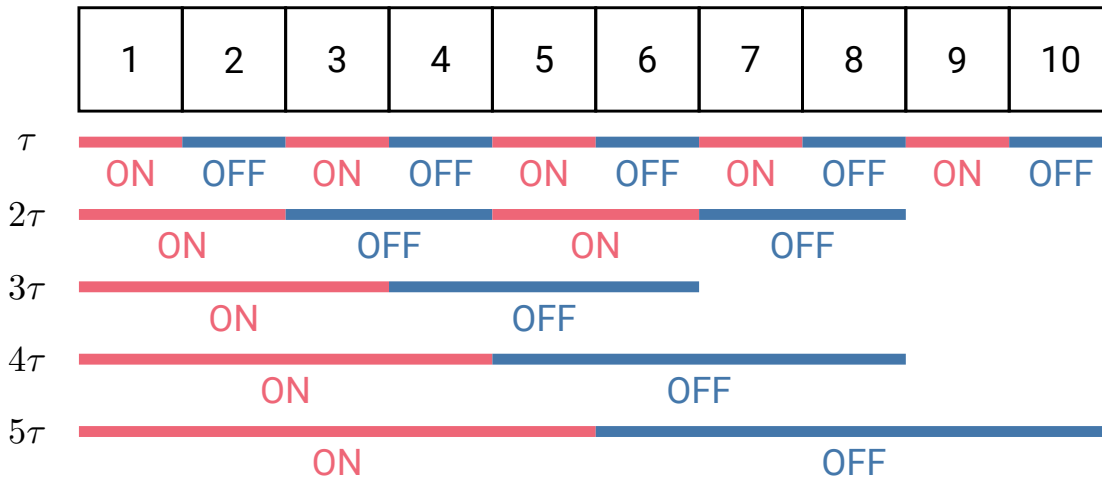 1 2 3 4 5 6 7 8 9 10
τ
ON OFF ON OFF ON OFF ON OFF ON OFF
2τ
ON OFF ON OFF
3τ
ON OFF
4τ
ON OFF
5τ
ON OFF